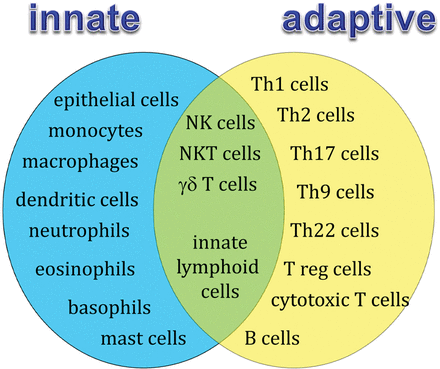 innate
adaptive
epithelial cells
monocytes
macrophages
dendritic cells
neutrophils
eosinophils
basophils
mast cells
NK cells
NKT cells
γδ T cells
innate
lymphoid
cells
Th1 cells
Th2 cells
Th17 cells
Th9 cells
Th22 cells
T reg cells
cytotoxic T cells
B cells